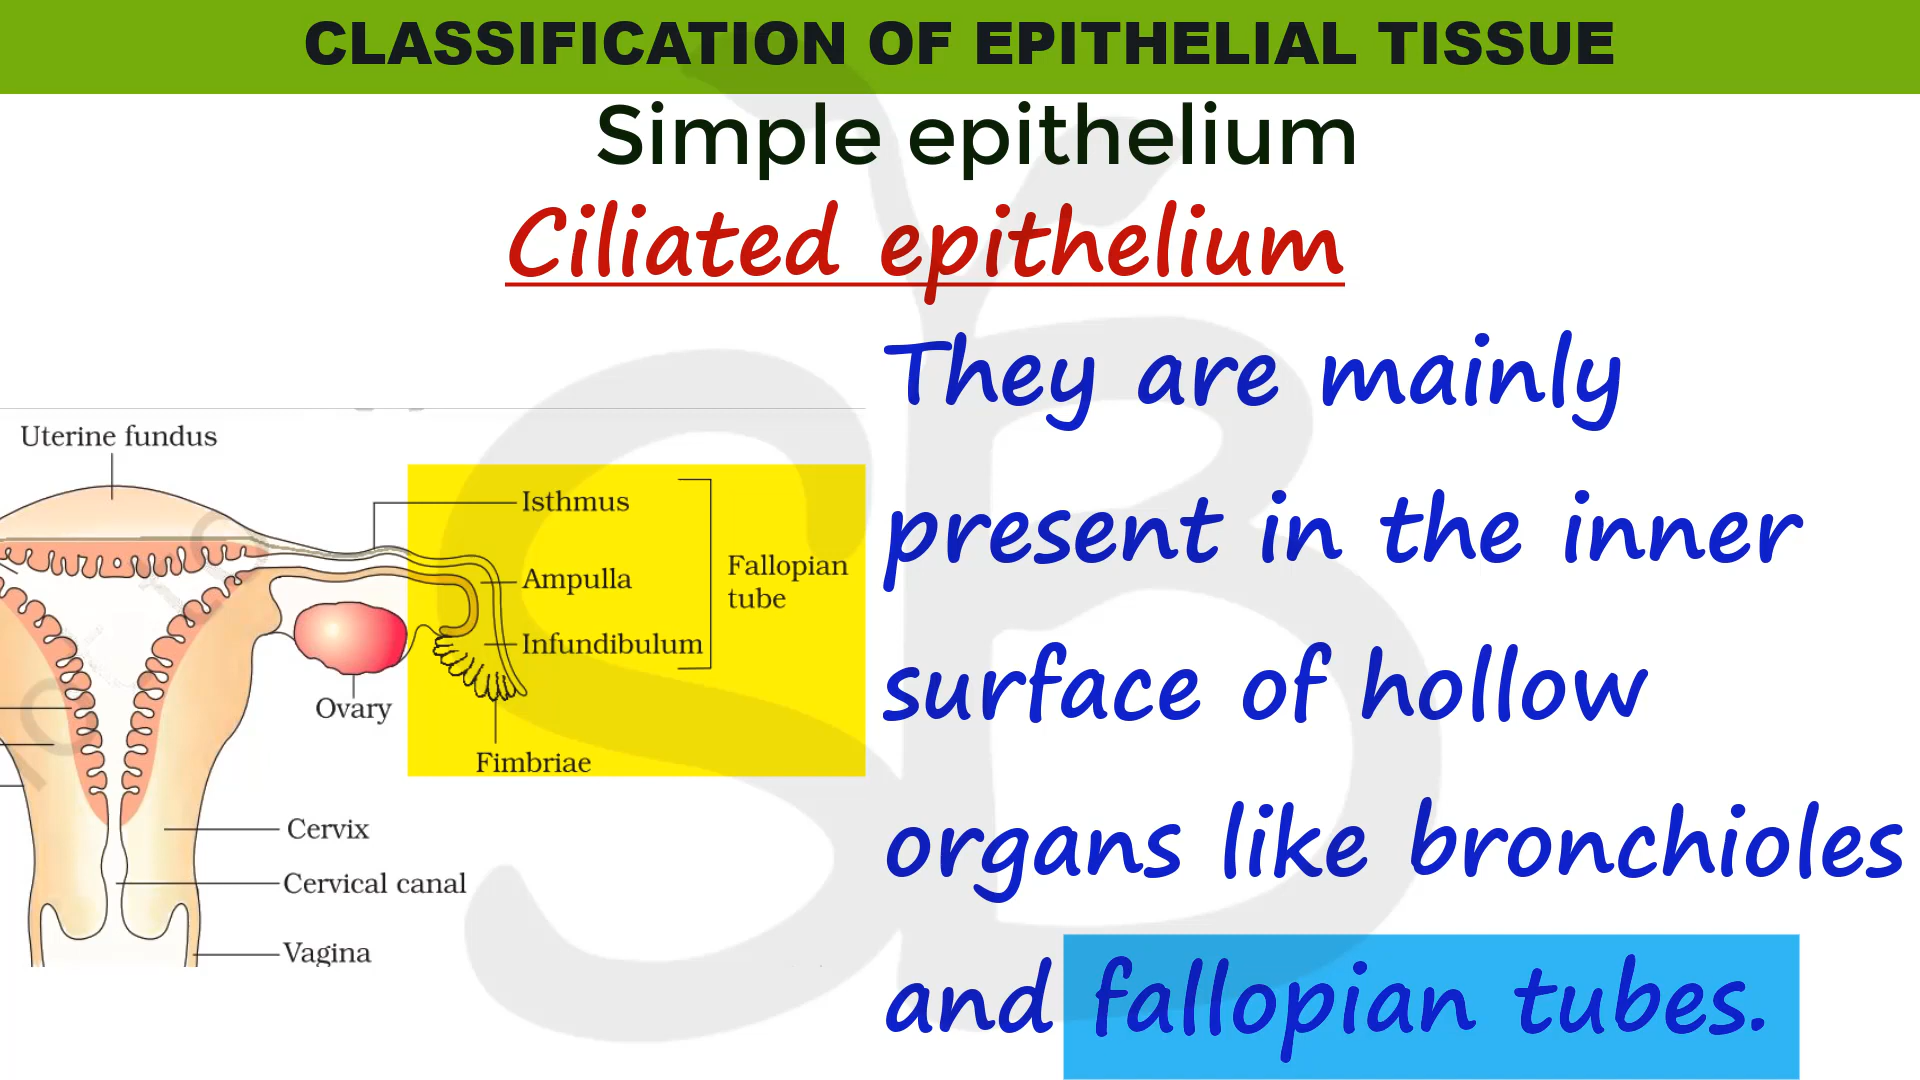 CLASSIFICATION OF EPITHELIAL TISSUE
Simple epithelium
Ciliated epithelium
They are mainly
present in the inner
surface of hollow
organs like bronchioles
and fallopian tubes.
Uterine fundus
Isthmus
Ampulla
Infundibulum
Fallopian
tube
Ovary
Fimbriae
Cervix
Cervical canal
Vagina
SB